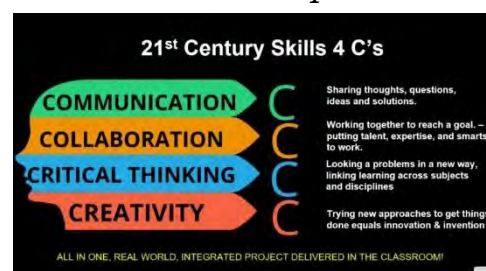 21st Century Skills 4 C's
COMMUNICATION
C
Sharing thoughts, questions,
ideas and solutions.
COLLABORATION
C
Working together to reach a goal. –
putting talent, expertise, and smarts
to work.
CRITICAL THINKING
C
Looking a problems in a new way,
linking learning across subjects
and disciplines
CREATIVITY
C
Trying new approaches to get things
done equals innovation & invention
ALL IN ONE, REAL WORLD, INTEGRATED PROJECT DELIVERED IN THE CLASSROOM!